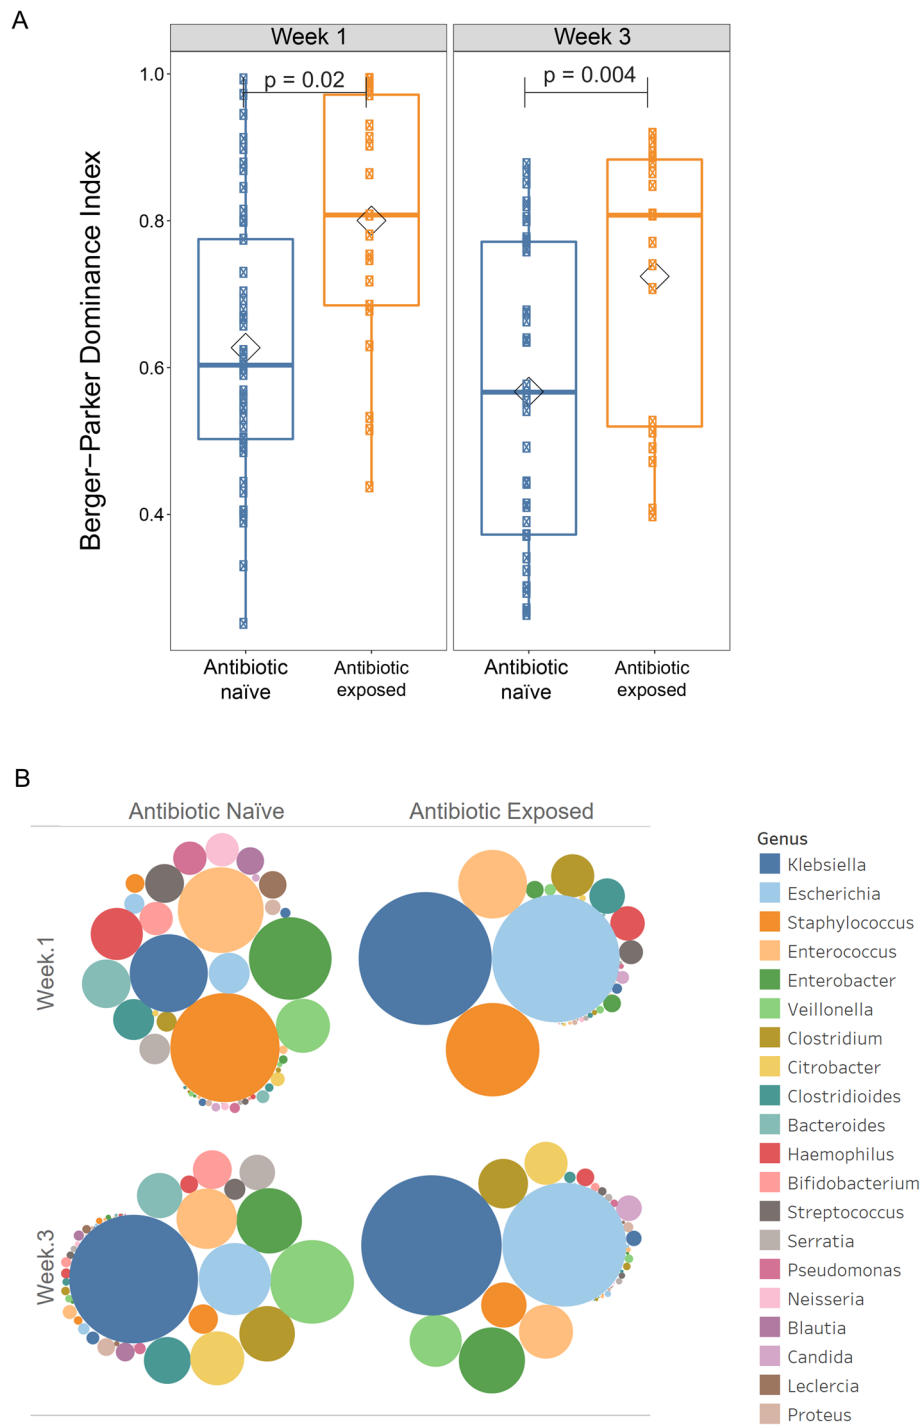 A
Week 1
Week 3
p = 0.02
p = 0.004
1.0
0.8
0.6
0.4
Berger−Parker Dominance Index
Antibiotic
naïve
Antibiotic
exposed
Antibiotic
naïve
Antibiotic
exposed
B
Antibiotic Naïve
Antibiotic Exposed
Week.1
Week.3
Genus
Klebsiella
Escherichia
Staphylococcus
Enterococcus
Enterobacter
Veillonella
Clostridium
Citrobacter
Clostridioides
Bacteroides
Haemophilus
Bifidobacterium
Streptococcus
Serratia
Pseudomonas
Neisseria
Blautia
Candida
Leclercia
Proteus